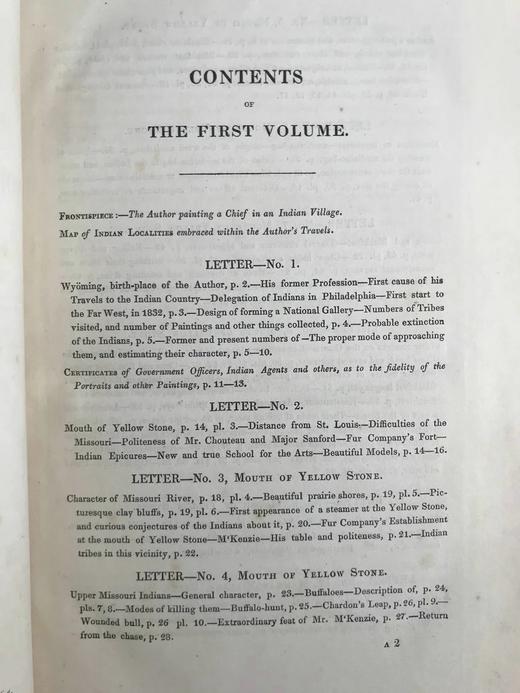 CONTENTS
OF
THE FIRST VOLUME.
FRONTISPIECE :—The Author painting a Chief in an Indian Village.
MAP of INDIAN LOCALITIES embraced within the Author's Travels.
LETTER—No. 1.
Wyöming, birth-place of the Author, p. 2.—His former Profession—First cause of his
Travels to the Indian Country—Delegation of Indians in Philadelphia—First start to
the Far West, in 1832, p. 3.—Design of forming a National Gallery—Numbers of Tribes
visited, and number of Paintings and other things collected, p. 4.—Probable extinction
of the Indians, p. 5.—Former and present numbers of—The proper mode of approaching
them, and estimating their character, p. 5—10.
CERTIFICATES of Government Officers, Indian Agents and others, as to the fidelity of the
Portraits and other Paintings, p. 11—13.
LETTER—No. 2.
Mouth of Yellow Stone, p. 14, pl. 3.—Distance from St. Louis—Difficulties of the
Missouri—Politeness of Mr. Chouteau and Major Sanford—Fur Company's Fort—
Indian Epicures—New and true School for the Arts—Beautiful Models, p. 14—16.
LETTER—No. 3, MOUTH OF YELLOW STONE.
Character of Missouri River, p. 18, pl. 4.—Beautiful prairie shores, p. 19, pl. 5.—Pic-
turesque clay bluffs, p. 19, pl. 6.—First appearance of a steamer at the Yellow Stone,
and curious conjectures of the Indians about it, p. 20.—Fur Company's Establishment
at the mouth of Yellow Stone—M'Kenzie—His table and politeness, p. 21.—Indian
tribes in this vicinity, p. 22.
LETTER—No. 4, MOUTH OF YELLOW STONE.
Upper Missouri Indians—General character, p. 23.—Buffaloes—Description of, p. 24,
pls. 7, 8.—Modes of killing them—Buffalo-hunt, p. 25.—Chardon's Leap, p. 26, pl. 9.—
Wounded bull, p. 26 pl. 10.—Extraordinary feat of Mr. M'Kenzie, p. 27.—Return
from the chase, p. 28.
A 2